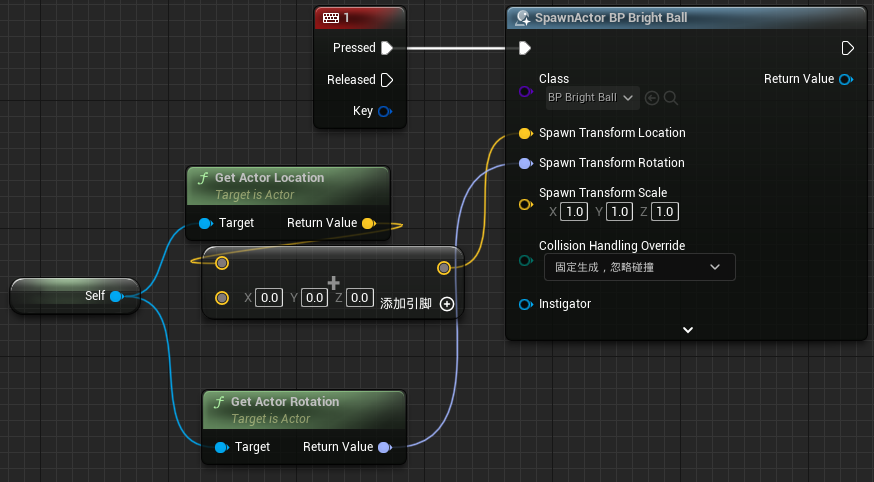 1
Pressed
Released
Key
SpawnActor BP Bright Ball
Class
Return Value
BP Bright Ball
Spawn Transform Location
Spawn Transform Rotation
Spawn Transform Scale
X 1.0 Y 1.0 Z 1.0
Collision Handling Override
固定生成，忽略碰撞
Instigator
f Get Actor Location
Target is Actor
Target Return Value
Self
+
X 0.0 Y 0.0 Z 0.0 添加引脚
f Get Actor Rotation
Target is Actor
Target Return Value